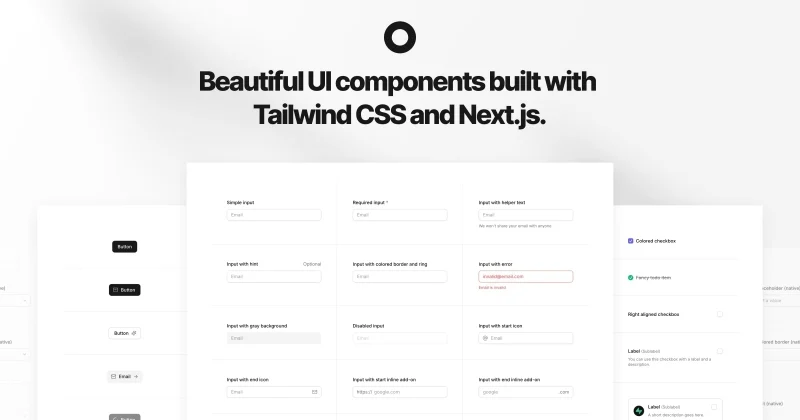 Beautiful UI components built with
Tailwind CSS and Next.js.
Simple input
Email
Required input *
Email
Input with helper text
Email
We won't share your email with anyone
Input with hint
Optional
Email
Input with colored border and ring
Email
Input with error
invalid@email.com
Email is invalid
Input with gray background
Email
Disabled input
Email
Input with start icon
Email
Input with end icon
Email
Input with start inline add-on
https:// google.com
Input with end inline add-on
google
.com
Button
Button
Button
Email
Colored checkbox
Fancy todo item
Right aligned checkbox
Label (Sublabel)
You can use this checkbox with a label and a
description.
Label (Sublabel)
A short description goes here.